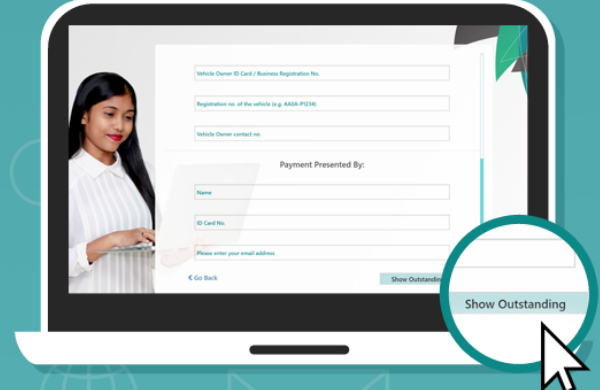 Vehicle Owner ID Card / Business Registration No.
Registration no. of the vehicle (e.g. AA0A-P1234)
Vehicle Owner contact no.
Payment Presented By:
Name
ID Card No.
Please enter your email address
Go Back
Show Outstanding
Show Outstanding